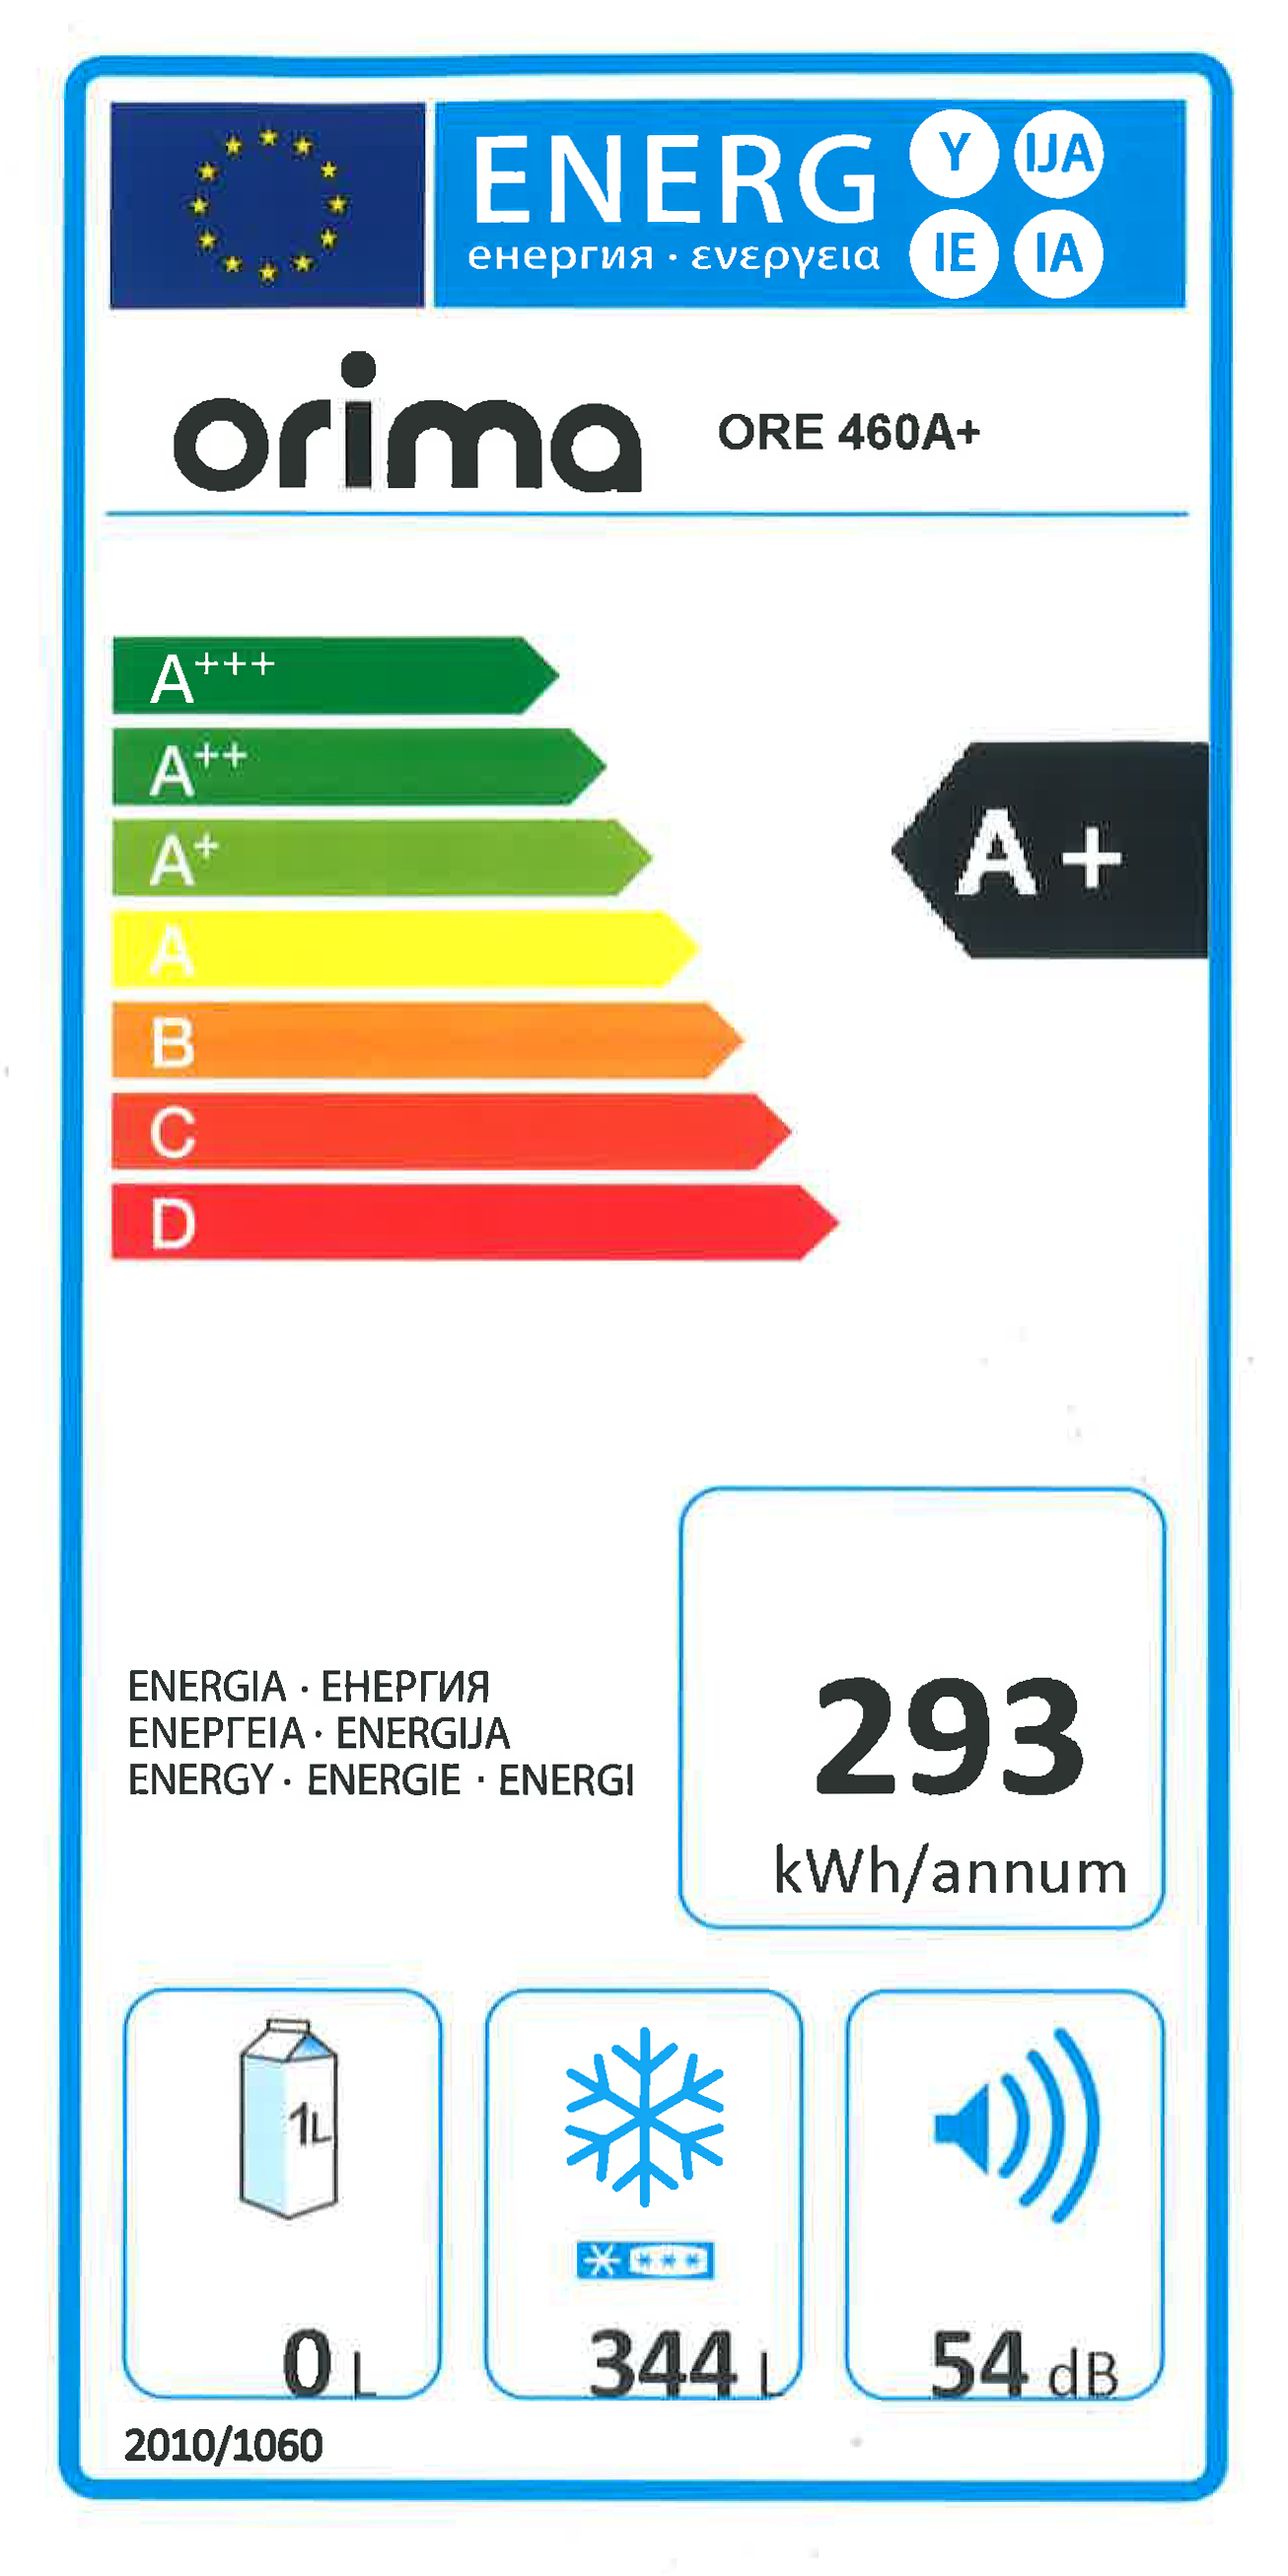 ENERG Y IJA
енергия · ενεργεια IE IA
orima ORE 460A+
A+++
A++
A+
A+
A
B
C
D
ENERGIA · ЕНЕРГИЯ
ΕΝΕΡΓΕΙΑ · ENERGIJA
ENERGY · ENERGIE · ENERGI
293
kWh/annum
1L
0 L
344 L
54 dB
2010/1060